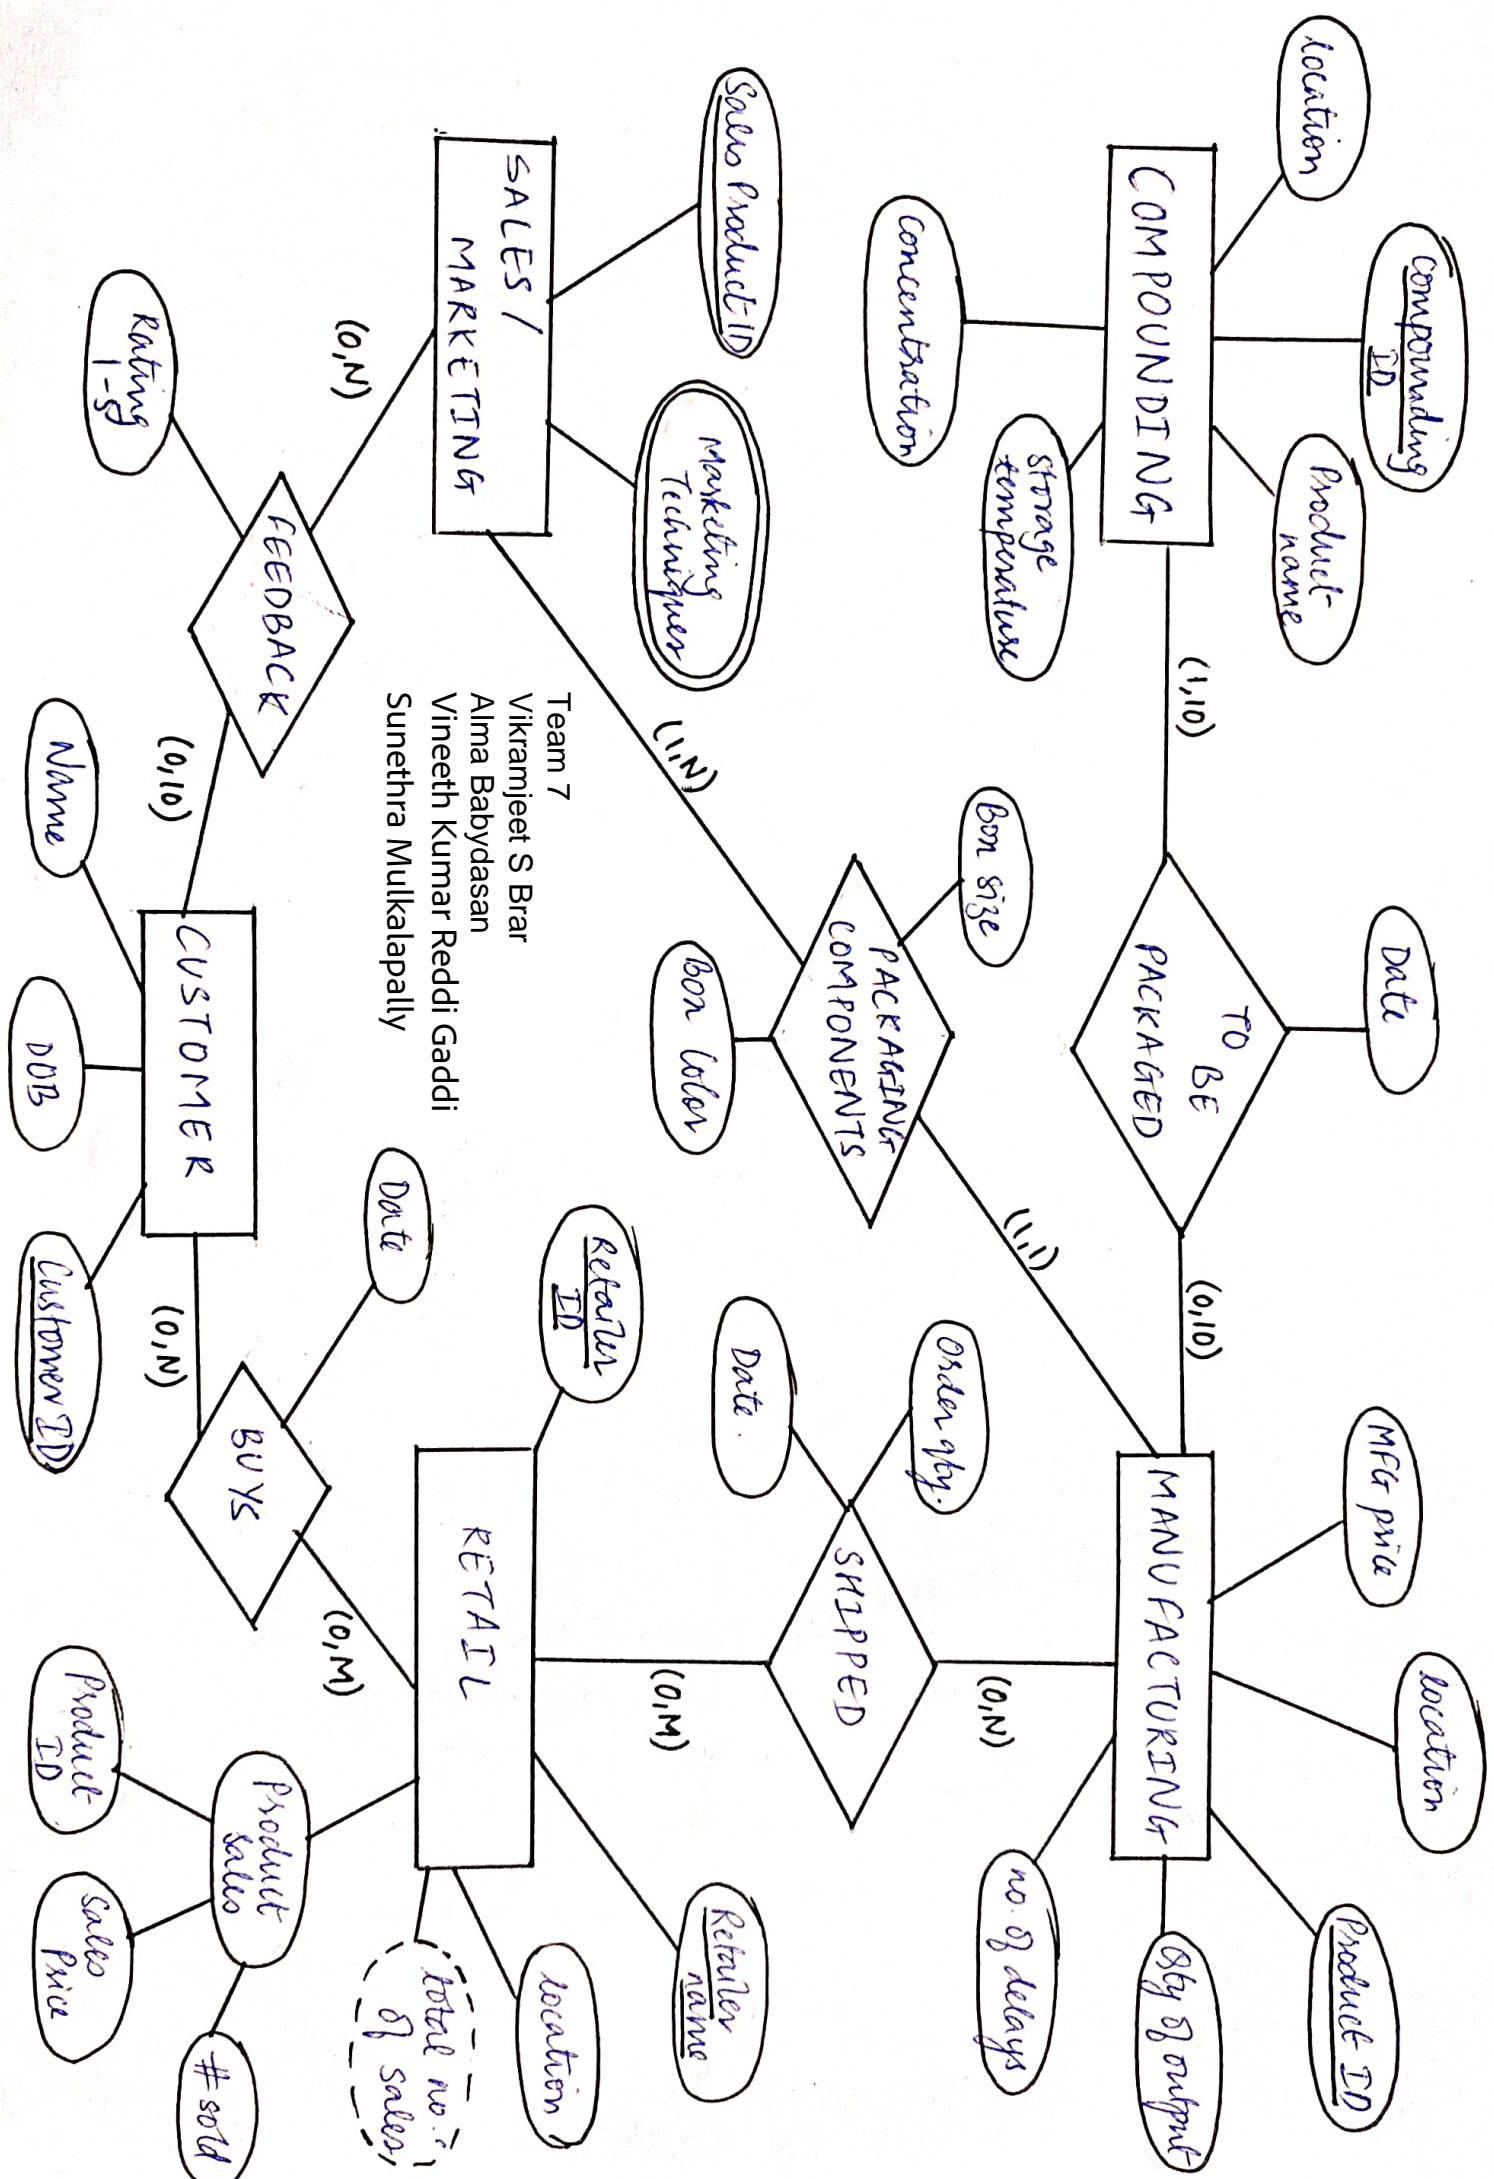 Compounding
ID
location
Product
name
COMPOUNDING
Concentration
Storage
temperature
(1,10)
Date
TO
BE
PACKAGED
(0,10)
MFG price
location
Product ID
MANUFACTURING
Qty of output
no. of delays
Sales Product ID
Marketing
Techniques
SALES /
MARKETING
(1,N)
Box size
PACKAGING
COMPONENTS
Box Color
(1,1)
Order qty.
Date.
SHIPPED
(0,N)
(0,M)
Team 7
Vikramjeet S Brar
Alma Babydasan
Vineeth Kumar Reddi Gaddi
Sunethra Mulkalapally
Retailer
ID
RETAIL
Retailer
name
location
total no.
of sales
(0,N)
Rating
1-5
FEEDBACK
(0,10)
CUSTOMER
Name
DOB
Customer ID
(0,N)
Date
BUYS
(0,M)
Product
sales
Product
ID
Sales
Price
# sold